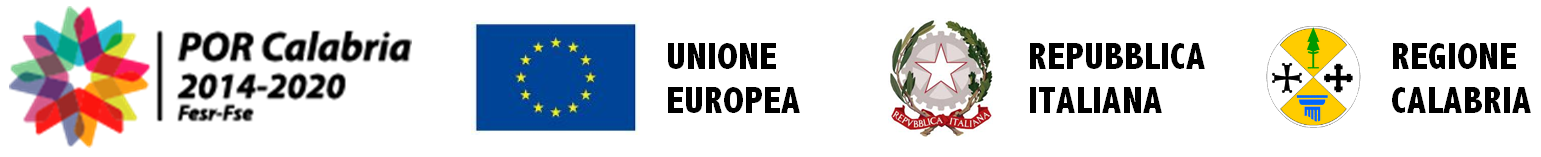 POR Calabria
2014-2020
Fesr-Fse
UNIONE
EUROPEA
REPVBBLICA ITALIANA
REPUBBLICA
ITALIANA
REGIONE
CALABRIA